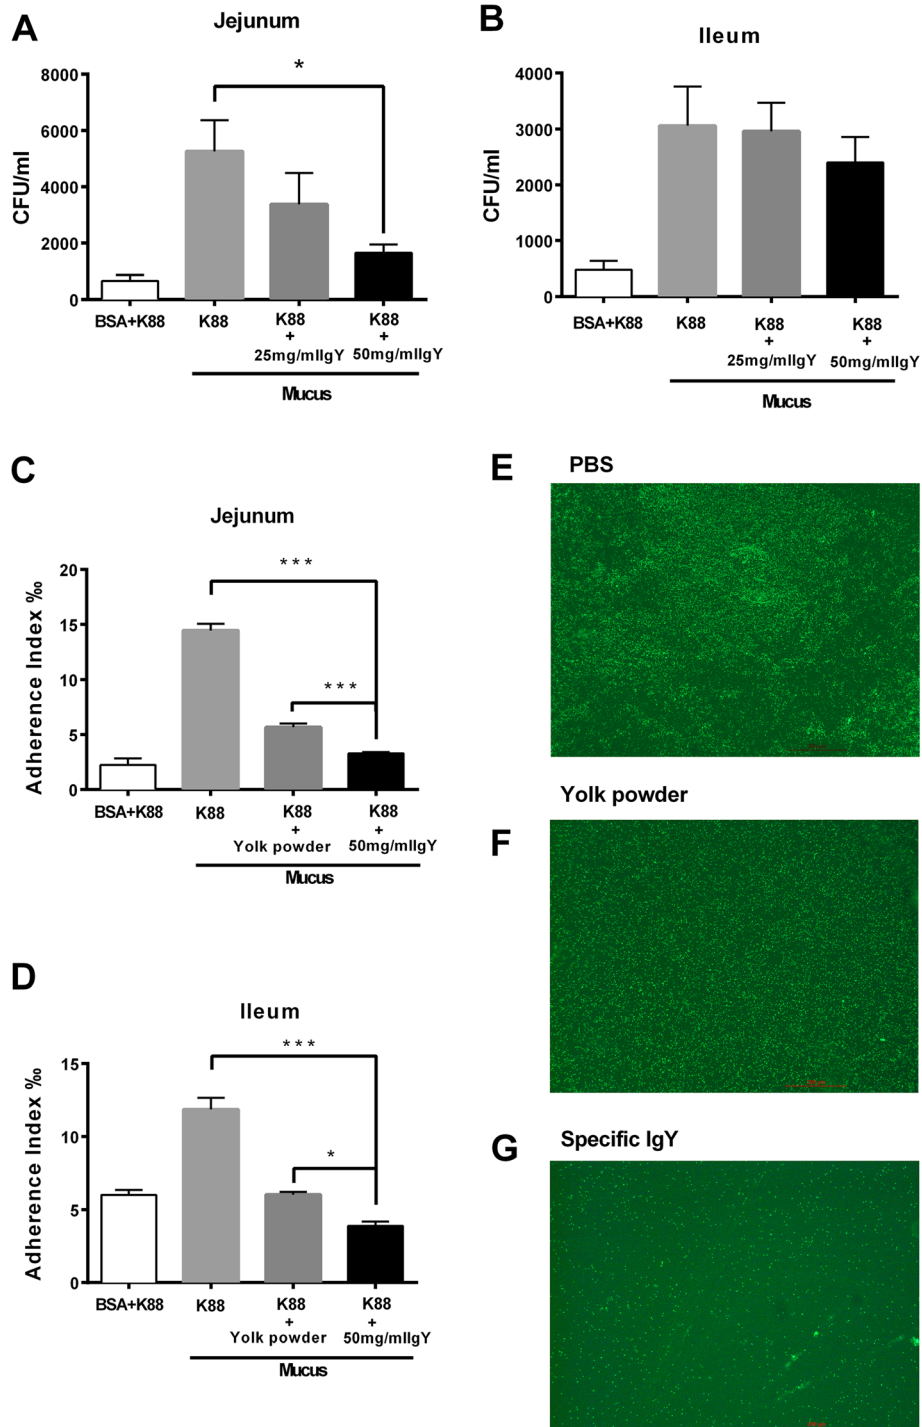 A
Jejunum
*
8000
6000
4000
2000
0
CFU/ml
BSA+K88
K88
K88
+
25mg/mlIgY
K88
+
50mg/mlIgY
Mucus
B
Ileum
4000
3000
2000
1000
0
CFU/ml
BSA+K88
K88
K88
+
25mg/mlIgY
K88
+
50mg/mlIgY
Mucus
C
Jejunum
***
***
20
15
10
5
0
Adherence Index ‰
BSA+K88
K88
K88
+
Yolk powder
K88
+
50mg/mlIgY
Mucus
D
Ileum
***
*
15
10
5
0
Adherence Index ‰
BSA+K88
K88
K88
+
Yolk powder
K88
+
50mg/mlIgY
Mucus
E
PBS
Yolk powder
F
Specific IgY
G